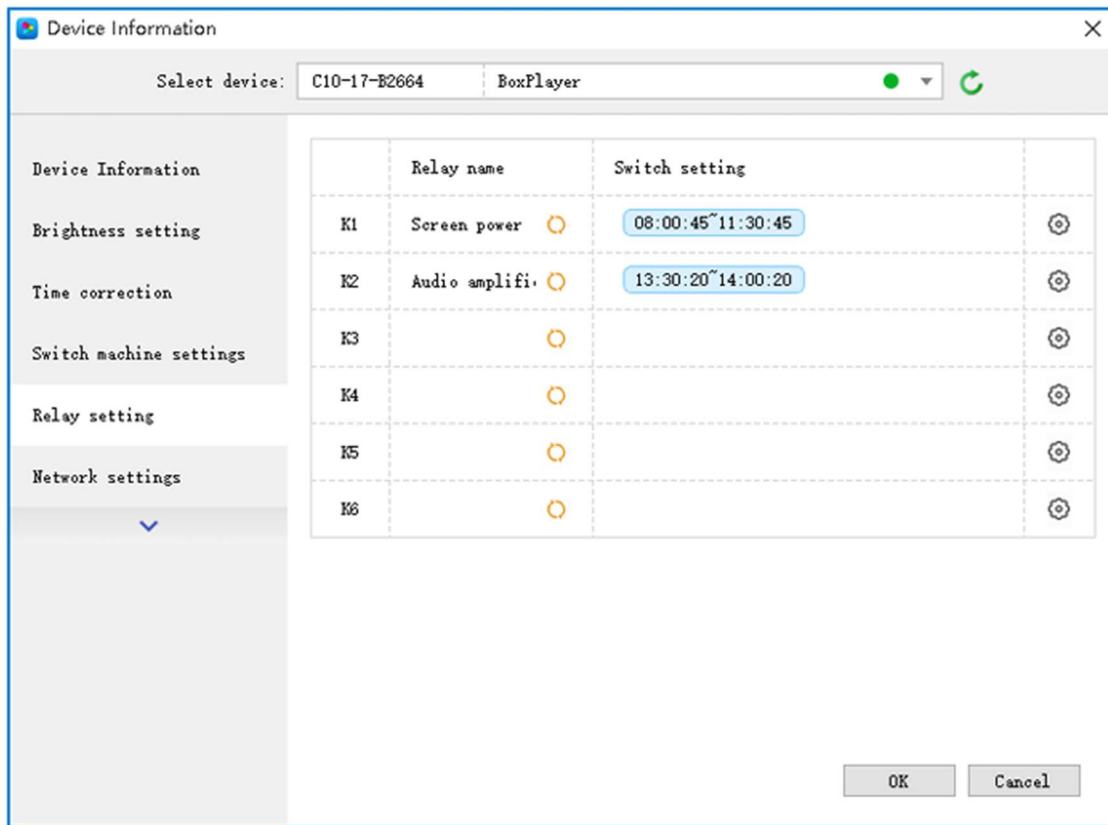 Device Information
Select device: C10-17-B2664 BoxPlayer
Device Information
Brightness setting
Time correction
Switch machine settings
Relay setting
Network settings
Relay name Switch setting
K1 Screen power 08:00:45~11:30:45
K2 Audio amplifi 13:30:20~14:00:20
K3
K4
K5
K6
OK Cancel